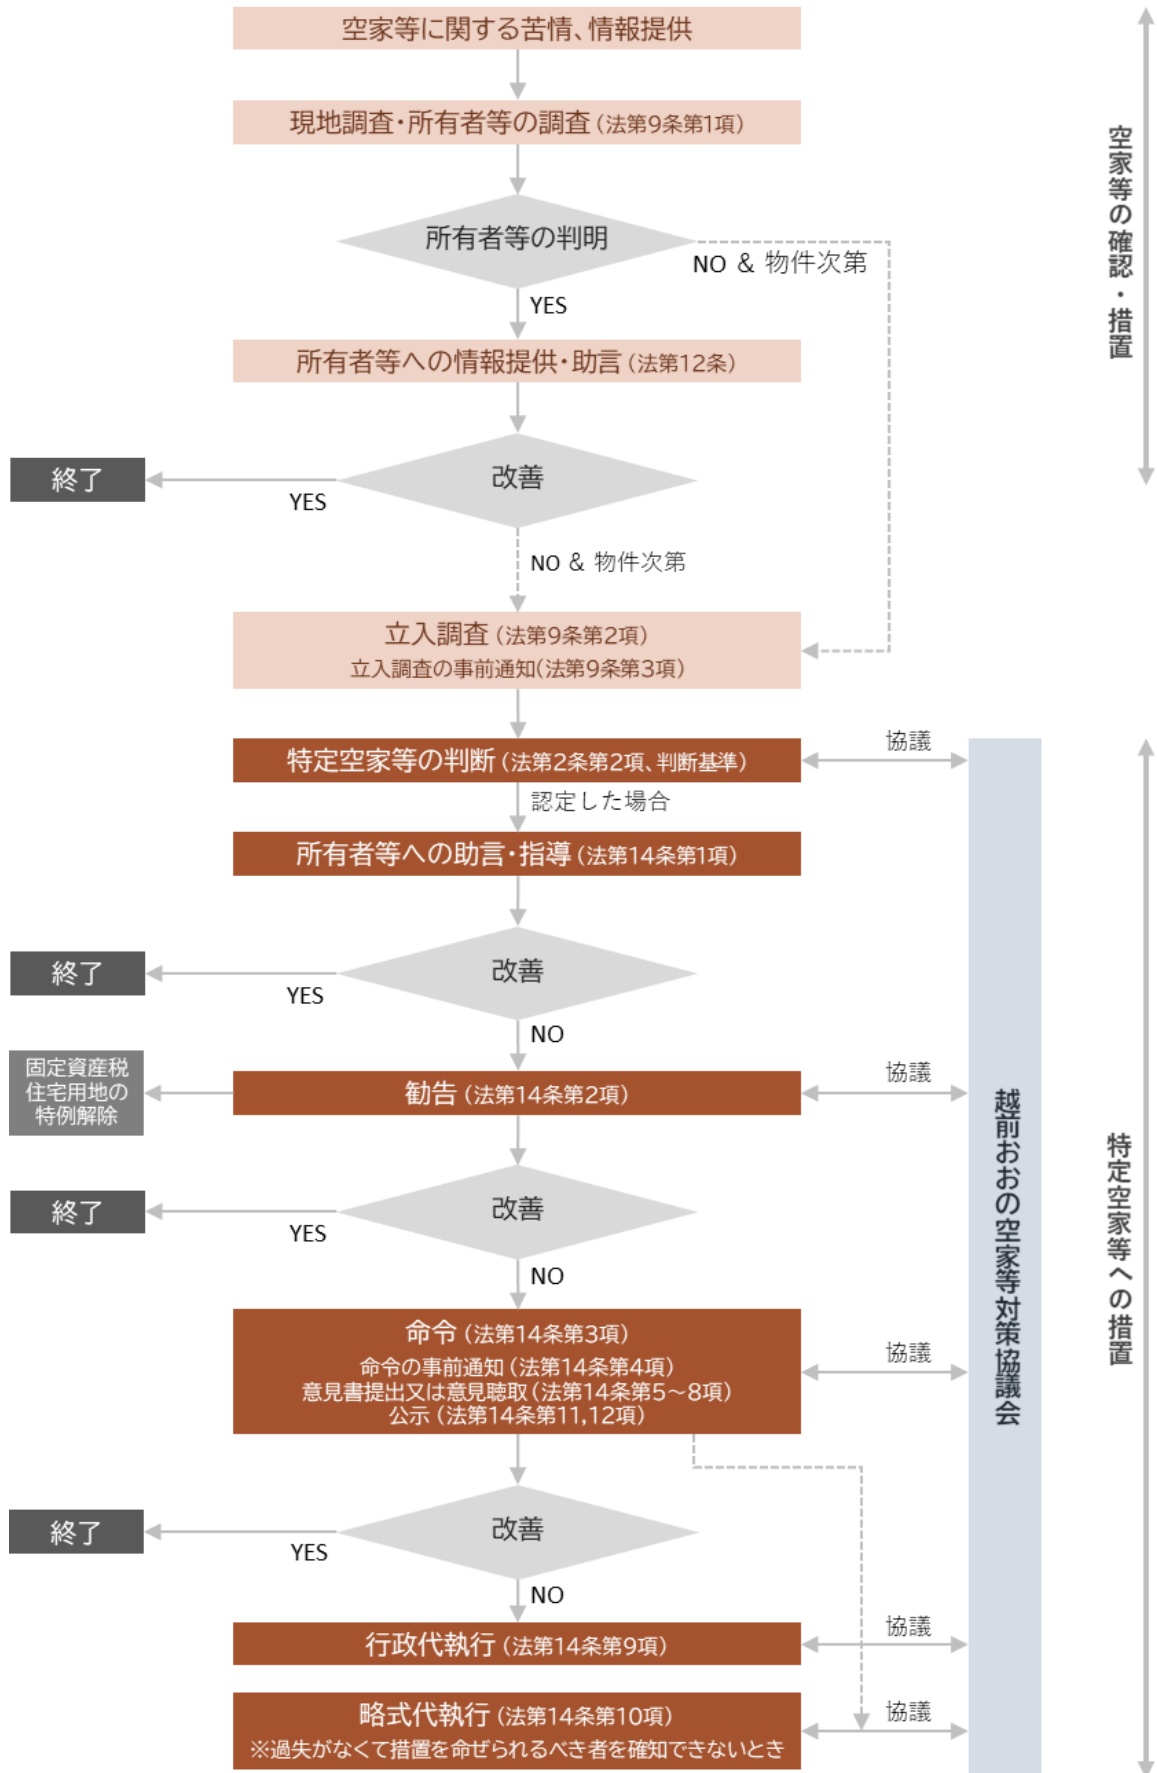 空家等に関する苦情、情報提供
現地調査・所有者等の調査（法第9条第1項）
所有者等の判明
NO ＆ 物件次第
YES
所有者等への情報提供・助言（法第12条）
改善
終了
YES
NO ＆ 物件次第
立入調査（法第9条第2項）
立入調査の事前通知（法第9条第3項）
空家等の確認・措置
特定空家等の判断（法第2条第2項、判断基準）
協議
認定した場合
所有者等への助言・指導（法第14条第1項）
改善
終了
YES
NO
固定資産税
住宅用地の
特例解除
勧告（法第14条第2項）
協議
改善
終了
YES
NO
命令（法第14条第3項）
命令の事前通知（法第14条第4項）
意見書提出又は意見聴取（法第14条第5～8項）
公示（法第14条第11,12項）
協議
改善
終了
YES
NO
行政代執行（法第14条第9項）
協議
略式代執行（法第14条第10項）
※過失がなくて措置を命ぜられるべき者を確知できないとき
協議
越前おおの空家等対策協議会
特定空家等への措置